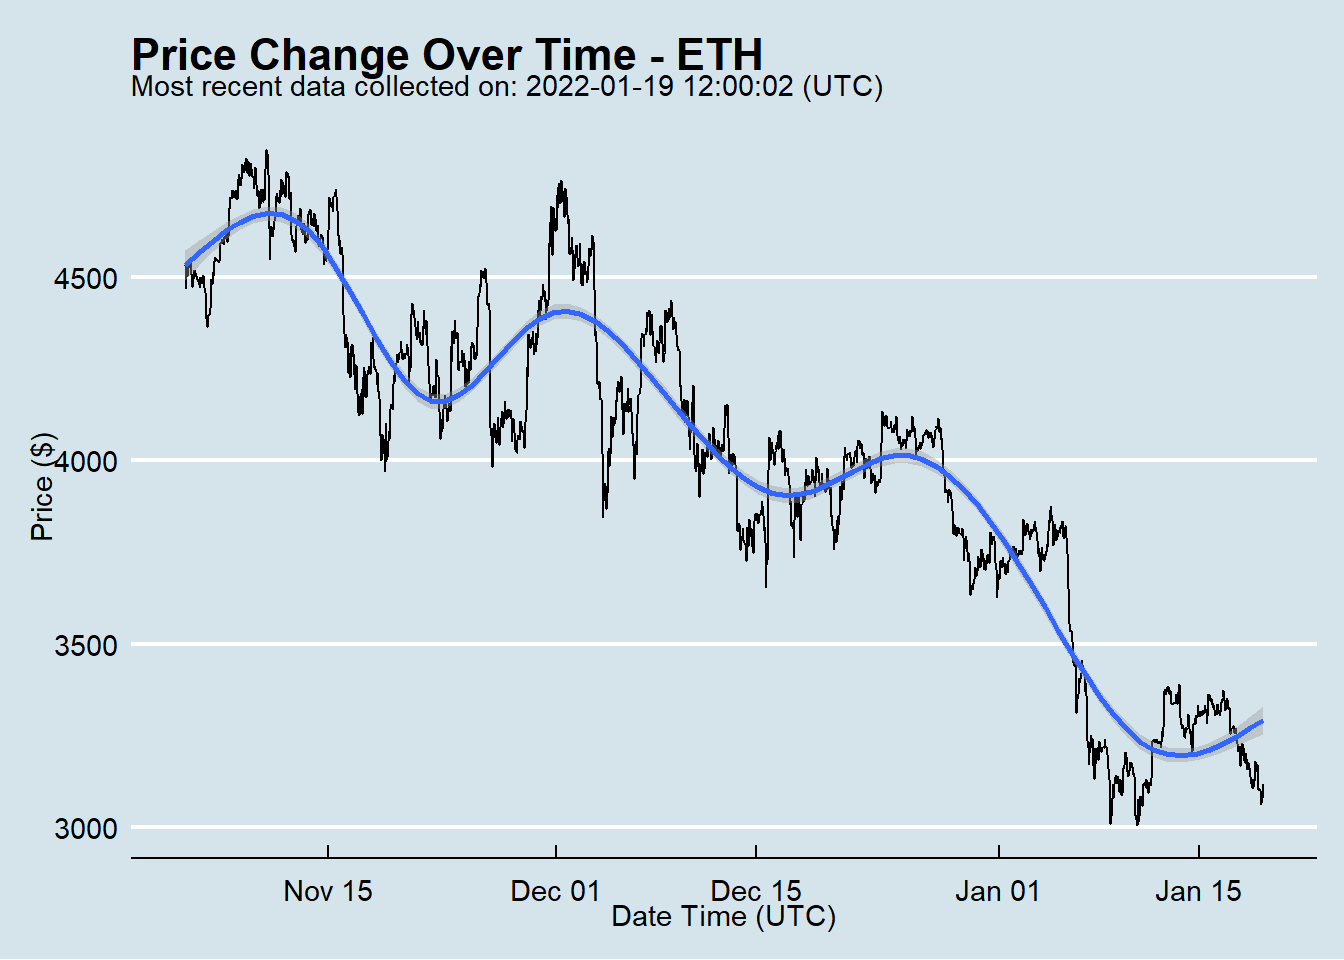 Price Change Over Time - ETH
Most recent data collected on: 2022-01-19 12:00:02 (UTC)
Price ($)
4500
4000
3500
3000
Nov 15
Dec 01
Dec 15
Jan 01
Jan 15
Date Time (UTC)